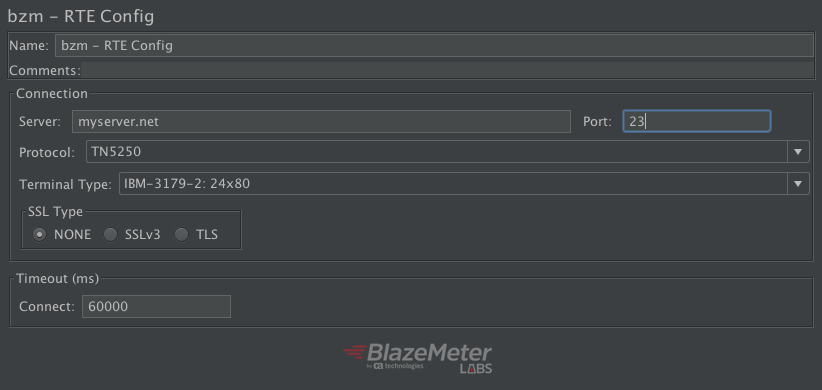 bzm - RTE Config
Name: bzm - RTE Config
Comments:
Connection
Server: myserver.net Port: 23
Protocol: TN5250
Terminal Type: IBM-3179-2: 24x80
SSL Type
NONE SSLv3 TLS
Timeout (ms)
Connect: 60000
BlazeMeter
by ca technologies LABS